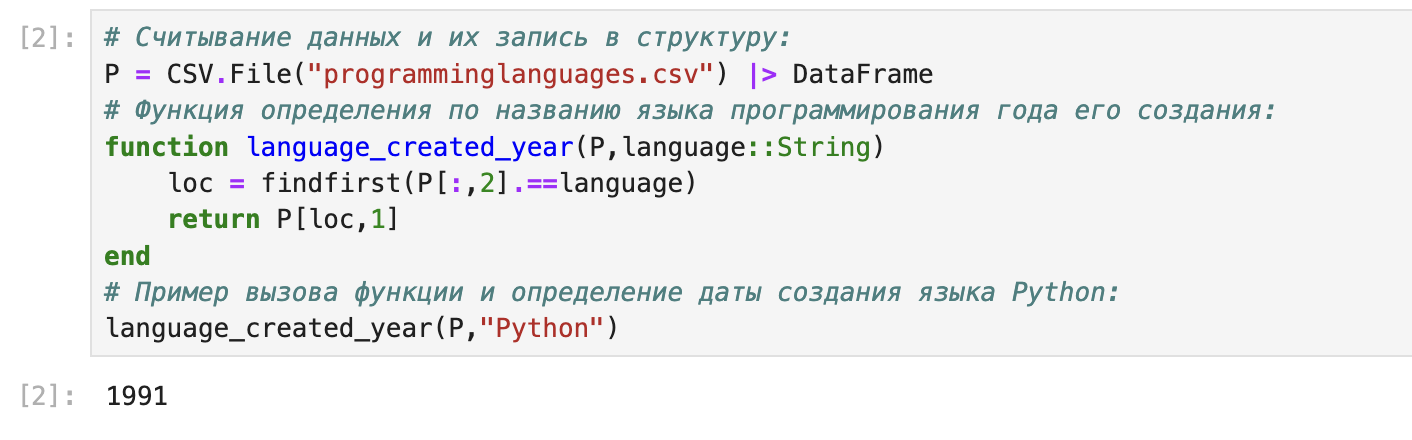 [2]:
# Считывание данных и их запись в структуру:
P = CSV.File("programminglanguages.csv") |> DataFrame
# Функция определения по названию языка программирования года его создания:
function language_created_year(P,language::String)
    loc = findfirst(P[:,2].==language)
    return P[loc,1]
end
# Пример вызова функции и определение даты создания языка Python:
language_created_year(P,"Python")
[2]: 1991